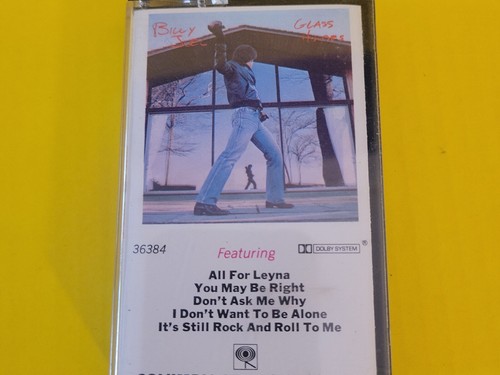 Billy Joel
Glass Houses
36384
Featuring
DOLBY SYSTEM ®
All For Leyna
You May Be Right
Don't Ask Me Why
I Don't Want To Be Alone
It's Still Rock And Roll To Me